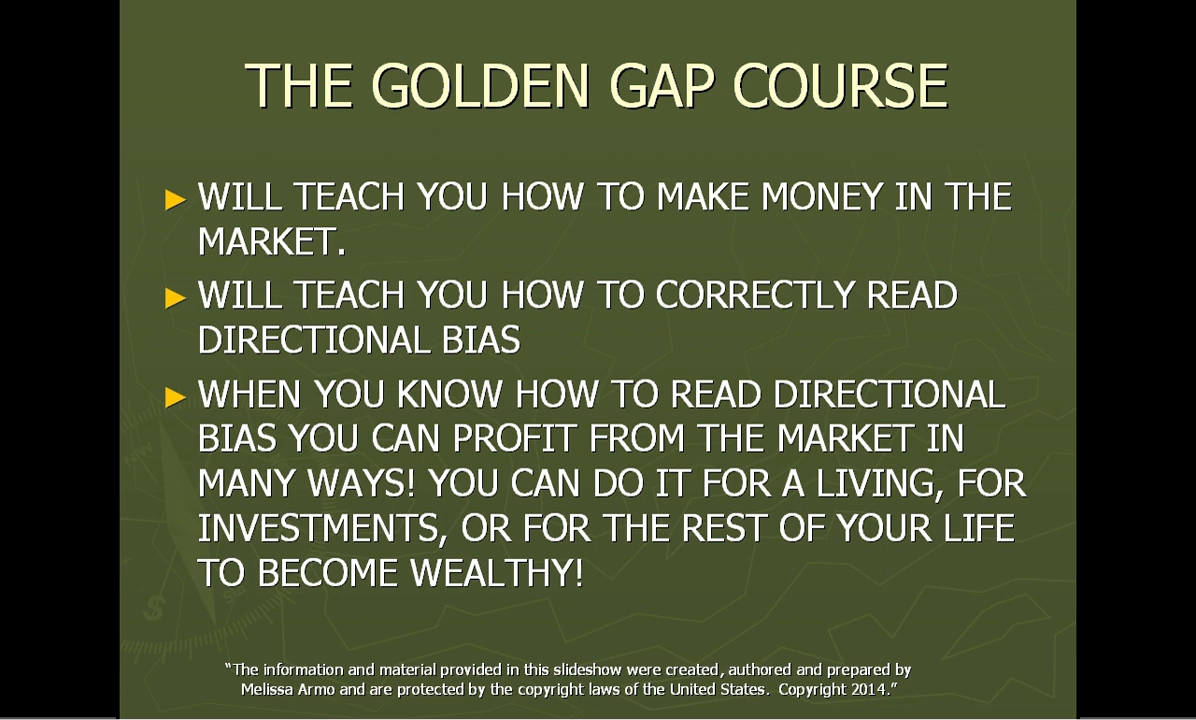 THE GOLDEN GAP COURSE
► WILL TEACH YOU HOW TO MAKE MONEY IN THE
MARKET.
► WILL TEACH YOU HOW TO CORRECTLY READ
DIRECTIONAL BIAS
► WHEN YOU KNOW HOW TO READ DIRECTIONAL
BIAS YOU CAN PROFIT FROM THE MARKET IN
MANY WAYS! YOU CAN DO IT FOR A LIVING, FOR
INVESTMENTS, OR FOR THE REST OF YOUR LIFE
TO BECOME WEALTHY!
“The information and material provided in this slideshow were created, authored and prepared by
Melissa Armo and are protected by the copyright laws of the United States.  Copyright 2014.”
S